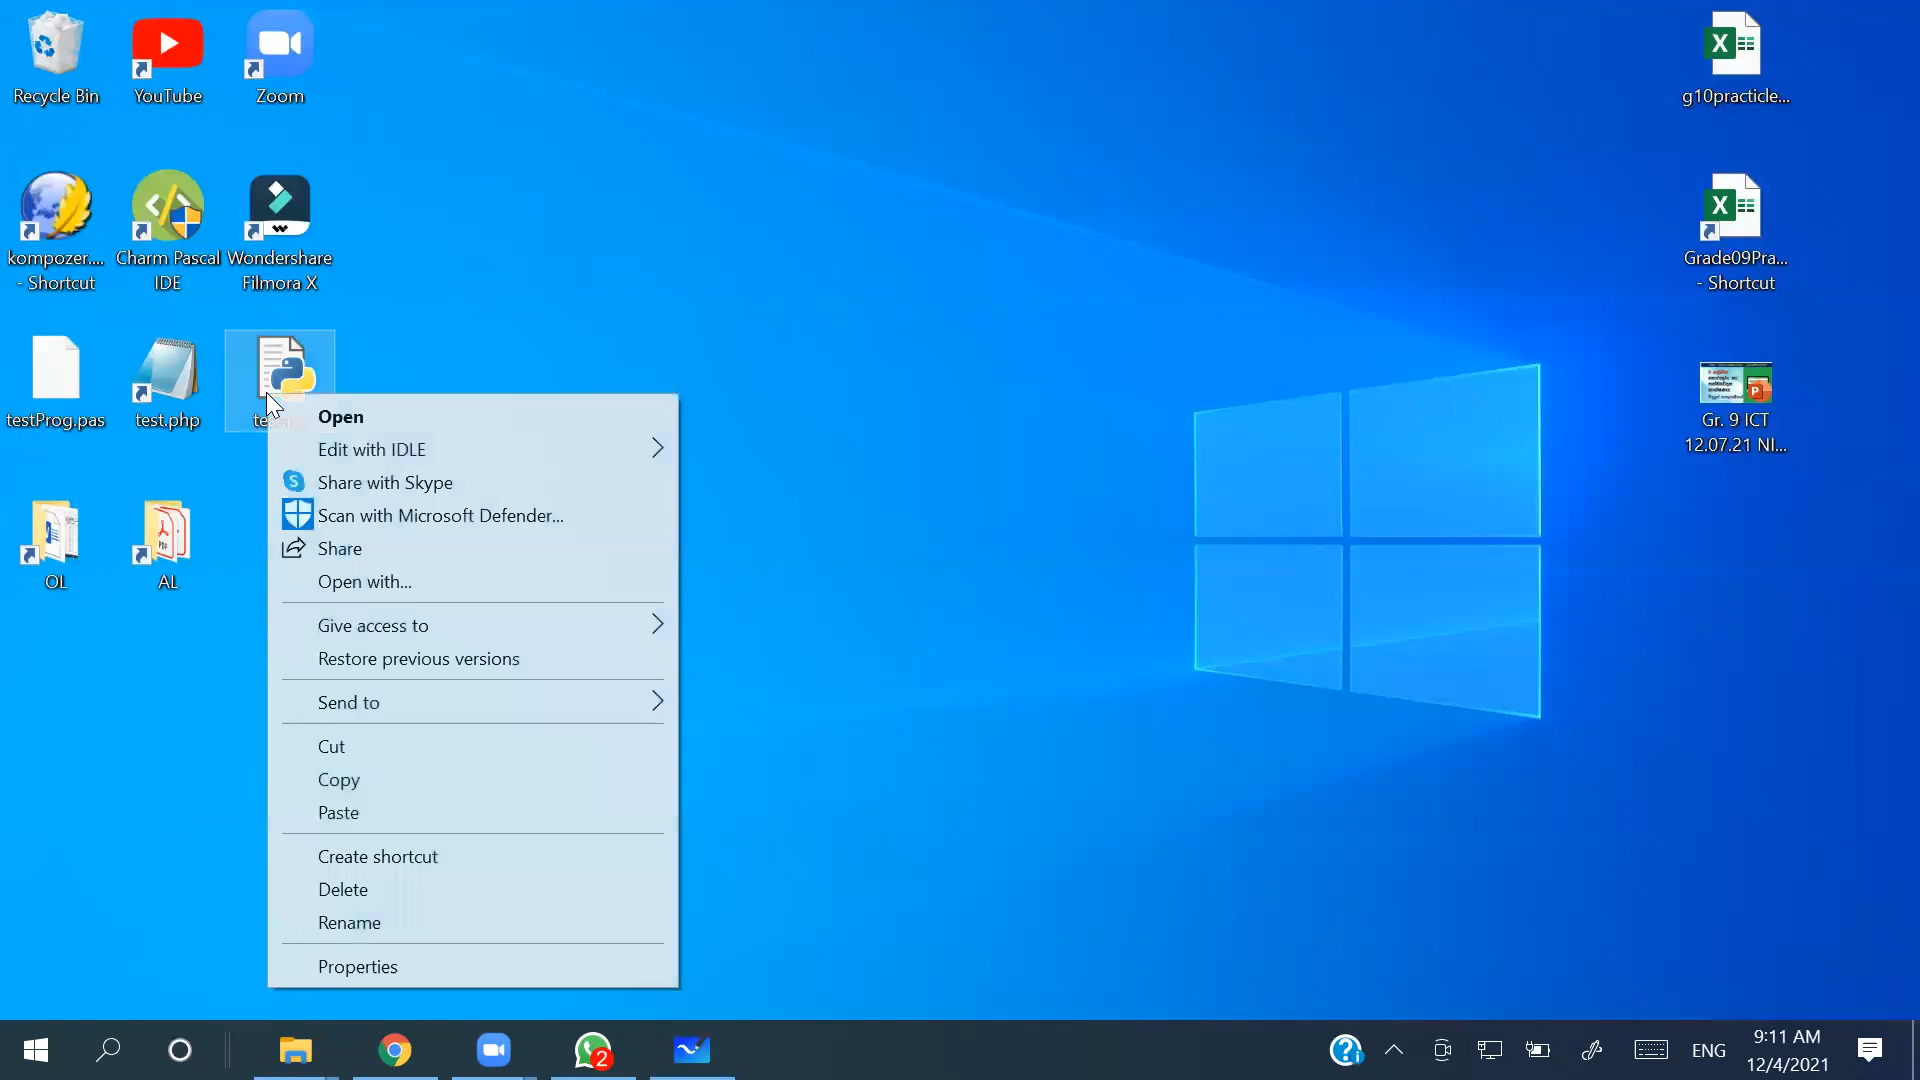 Recycle Bin
YouTube
Zoom
kompozer....
- Shortcut
Charm Pascal
IDE
Wondershare
Filmora X
testProg.pas
test.php
OL
AL
Open
Edit with IDLE
Share with Skype
Scan with Microsoft Defender...
Share
Open with...
Give access to
Restore previous versions
Send to
Cut
Copy
Paste
Create shortcut
Delete
Rename
Properties
g10practicle...
Grade09Pra...
- Shortcut
Gr. 9 ICT
12.07.21 NI...
2
ENG
9:11 AM
12/4/2021